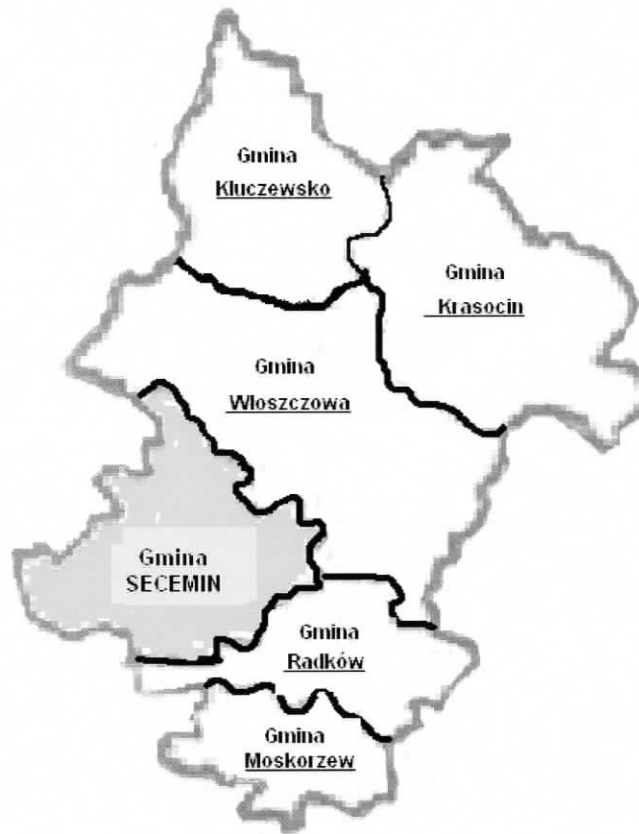 Gmina
Kluczewsko
Gmina
Krasocin
Gmina
Włoszczowa
Gmina
SECEMIN
Gmina
Radków
Gmina
Moskorzew